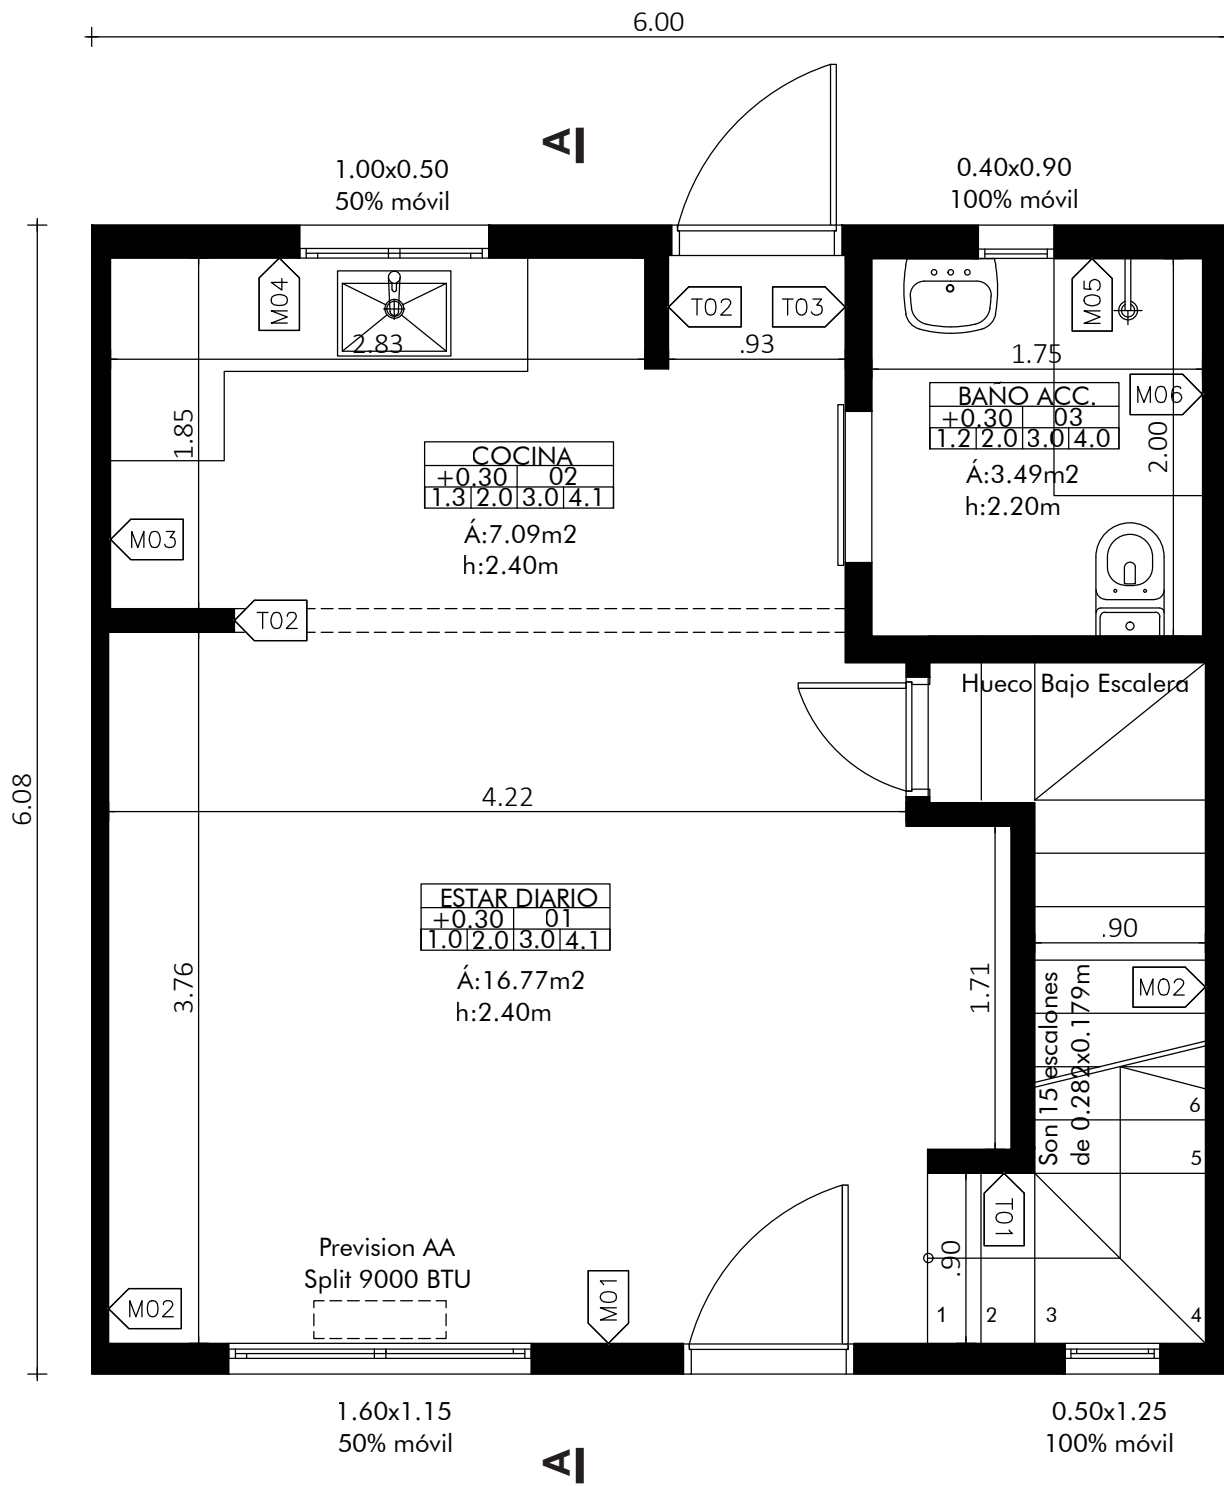 6.00
A
1.00x0.50
50% móvil
0.40x0.90
100% móvil
M04
T02
T03
M05
2.83
.93
1.75
M06
BAÑO ACC.
+0.30 03
1.2 2.0 3.0 4.0
Á:3.49m2
h:2.20m
1.85
2.00
COCINA
+0.30 02
1.3 2.0 3.0 4.1
Á:7.09m2
h:2.40m
M03
T02
Hueco Bajo Escalera
6.08
4.22
ESTAR DIARIO
+0.30 01
1.0 2.0 3.0 4.1
Á:16.77m2
h:2.40m
3.76
1.71
.90
M02
Son 15 escalones
de 0.282x0.179m
6
5
T01
.90
Prevision AA
Split 9000 BTU
M02
M01
1
2
3
4
1.60x1.15
50% móvil
0.50x1.25
100% móvil
A